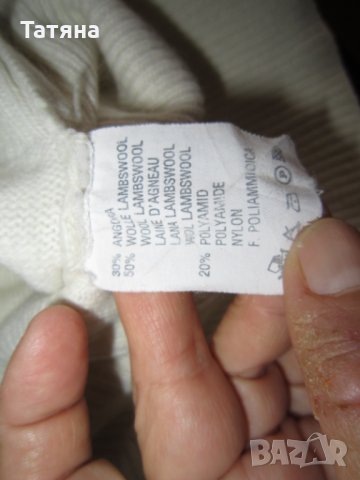 Татяна
30% ANGORA
50% WOLLE LAMBSWOOL
WOOL LAMBSWOOL
LAINE D'AGNEAU
LANA LAMBSWOOL
WOL LAMBSWOOL
20% POLYAMID
POLYAMIDE
NYLON
F. POLIAMMIDICA
BAZAR